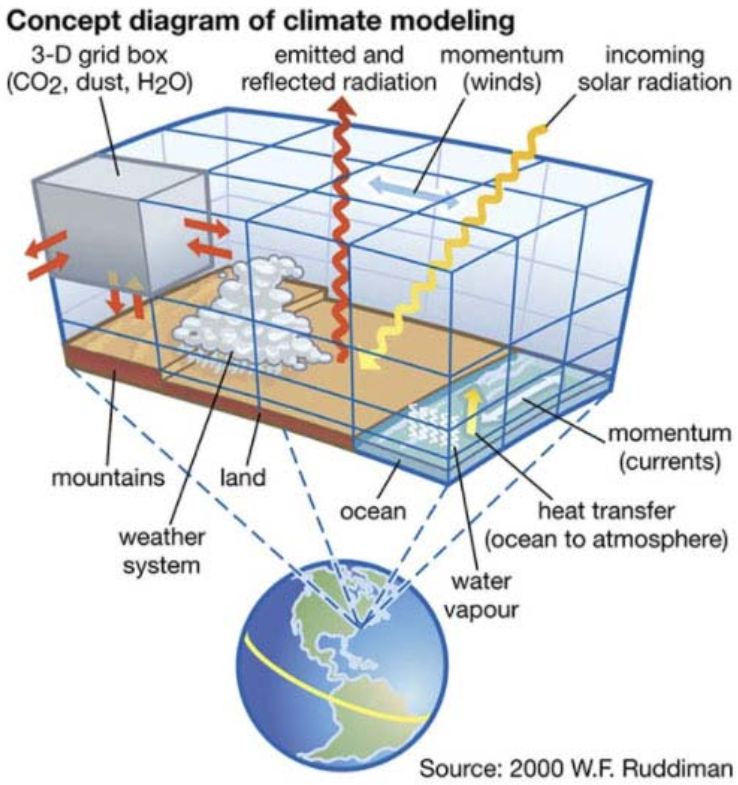 Concept diagram of climate modeling
3-D grid box
(CO2, dust, H2O)
emitted and
reflected radiation
momentum
(winds)
incoming
solar radiation
momentum
(currents)
mountains
land
ocean
heat transfer
(ocean to atmosphere)
weather
system
water
vapour
Source: 2000 W.F. Ruddiman